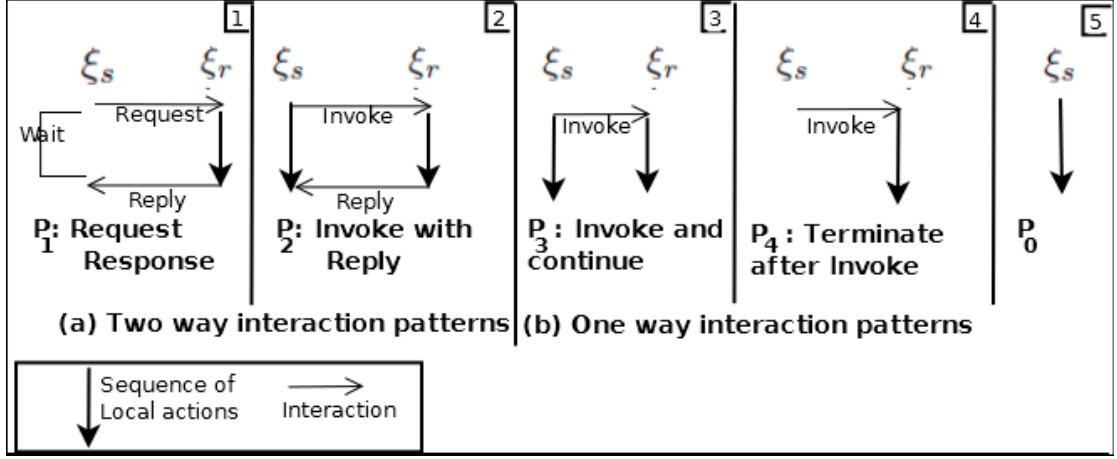 1
ξs ξr
Request
Wait
Reply
P1: Request
Response
2
ξs ξr
Invoke
Reply
P2: Invoke with
Reply
3
ξs ξr
Invoke
P3 : Invoke and
continue
4
ξs ξr
Invoke
P4 : Terminate
after Invoke
5
ξs
P0
(a) Two way interaction patterns
(b) One way interaction patterns
Sequence of
Local actions
Interaction